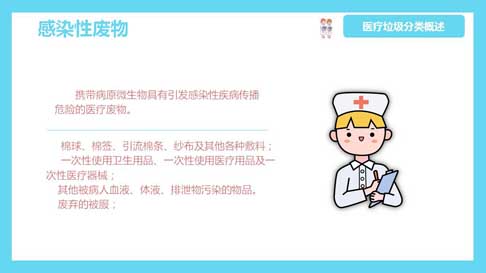 感染性废物
医疗垃圾分类概述
携带病原微生物具有引发感染性疾病传播
危险的医疗废物。
棉球、棉签、引流棉条、纱布及其他各种敷料；
一次性使用卫生用品、一次性使用医疗用品及一
次性医疗器械；
其他被病人血液、体液、排泄物污染的物品。
废弃的被服；